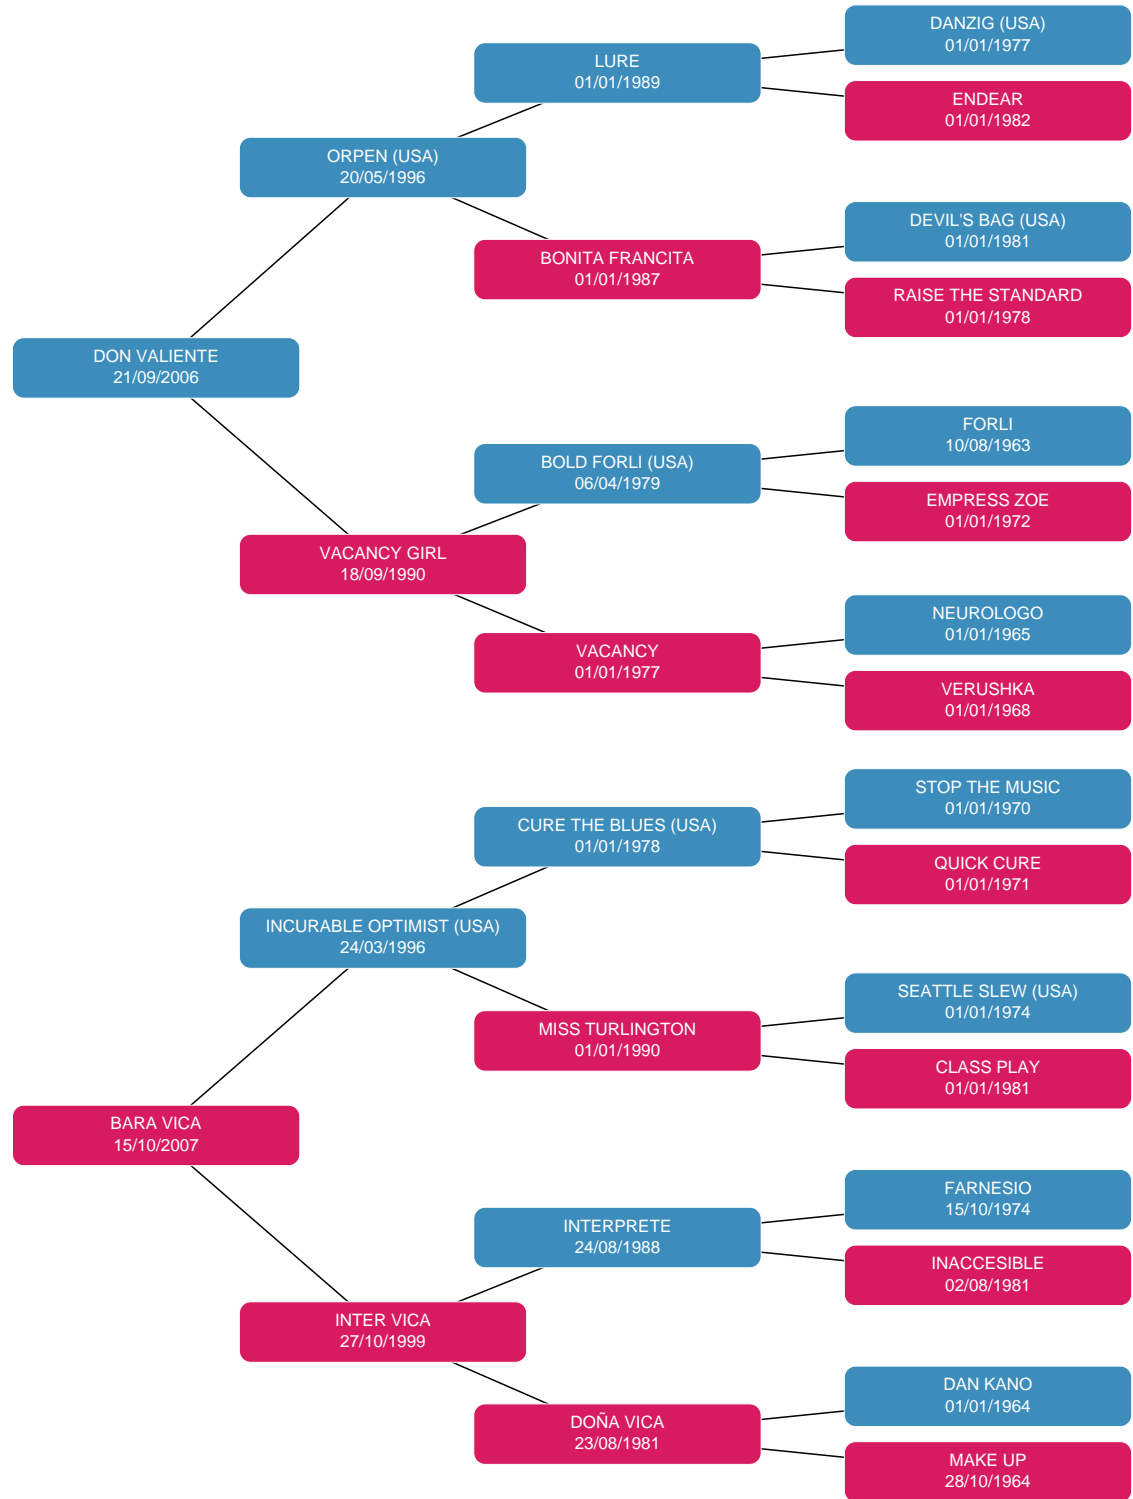 DANZIG (USA)
01/01/1977
LURE
01/01/1989
ENDEAR
01/01/1982
ORPEN (USA)
20/05/1996
DEVIL'S BAG (USA)
01/01/1981
BONITA FRANCITA
01/01/1987
RAISE THE STANDARD
01/01/1978
DON VALIENTE
21/09/2006
FORLI
10/08/1963
BOLD FORLI (USA)
06/04/1979
EMPRESS ZOE
01/01/1972
VACANCY GIRL
18/09/1990
NEUROLOGO
01/01/1965
VACANCY
01/01/1977
VERUSHKA
01/01/1968
STOP THE MUSIC
01/01/1970
CURE THE BLUES (USA)
01/01/1978
QUICK CURE
01/01/1971
INCURABLE OPTIMIST (USA)
24/03/1996
SEATTLE SLEW (USA)
01/01/1974
MISS TURLINGTON
01/01/1990
CLASS PLAY
01/01/1981
BARA VICA
15/10/2007
FARNESIO
15/10/1974
INTERPRETE
24/08/1988
INACCESIBLE
02/08/1981
INTER VICA
27/10/1999
DAN KANO
01/01/1964
DOÑA VICA
23/08/1981
MAKE UP
28/10/1964